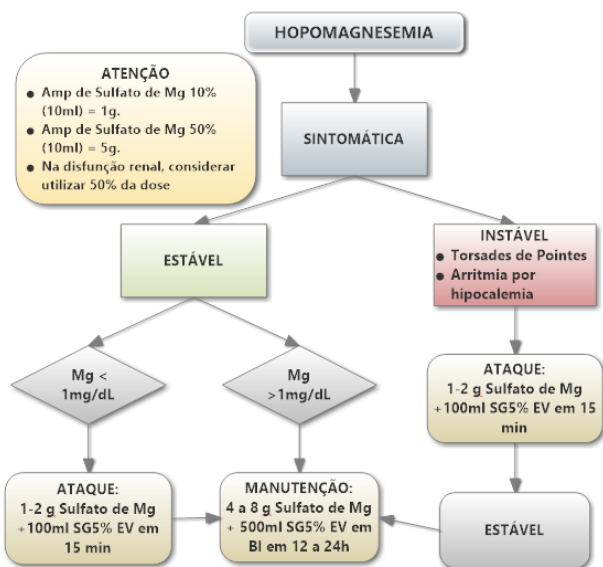 HOPOMAGNESEMIA
ATENÇÃO
● Amp de Sulfato de Mg 10%
(10ml) = 1g.
● Amp de Sulfato de Mg 50%
(10ml) = 5g.
● Na disfunção renal, considerar
utilizar 50% da dose
SINTOMÁTICA
ESTÁVEL
INSTÁVEL
● Torsades de Pointes
● Arritmia por
hipocalemia
Mg <
1mg/dL
Mg
>1mg/dL
ATAQUE:
1-2 g Sulfato de Mg
+100ml SG5% EV em 15
min
ATAQUE:
1-2 g Sulfato de Mg
+100ml SG5% EV em
15 min
MANUTENÇÃO:
4 a 8 g Sulfato de Mg
+ 500ml SG5% EV em
BI em 12 a 24h
ESTÁVEL